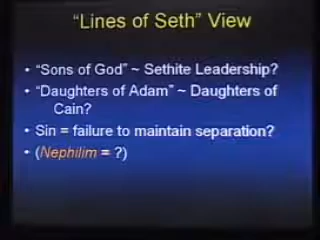 "Lines of Seth" View
• "Sons of God" ~ Sethite Leadership?
• "Daughters of Adam" ~ Daughters of
Cain?
• Sin = failure to maintain separation?
• (Nephilim = ?)